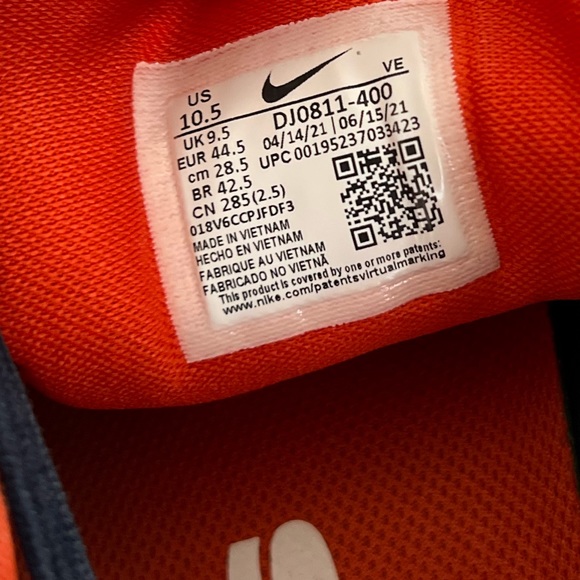 US
VE
10.5
DJ0811-400
UK 9.5
04/14/21 | 06/15/21
EUR 44.5
UPC 00195237033423
cm 28.5
BR 42.5
CN 285(2.5)
018V6CCPJFDF3
MADE IN VIETNAM
HECHO EN VIETNAM
FABRIQUE AU VIETNAM
FABRICADO NO VIETNÃ
This product is covered by one or more patents:
www.nike.com/patentsvirtualmarking